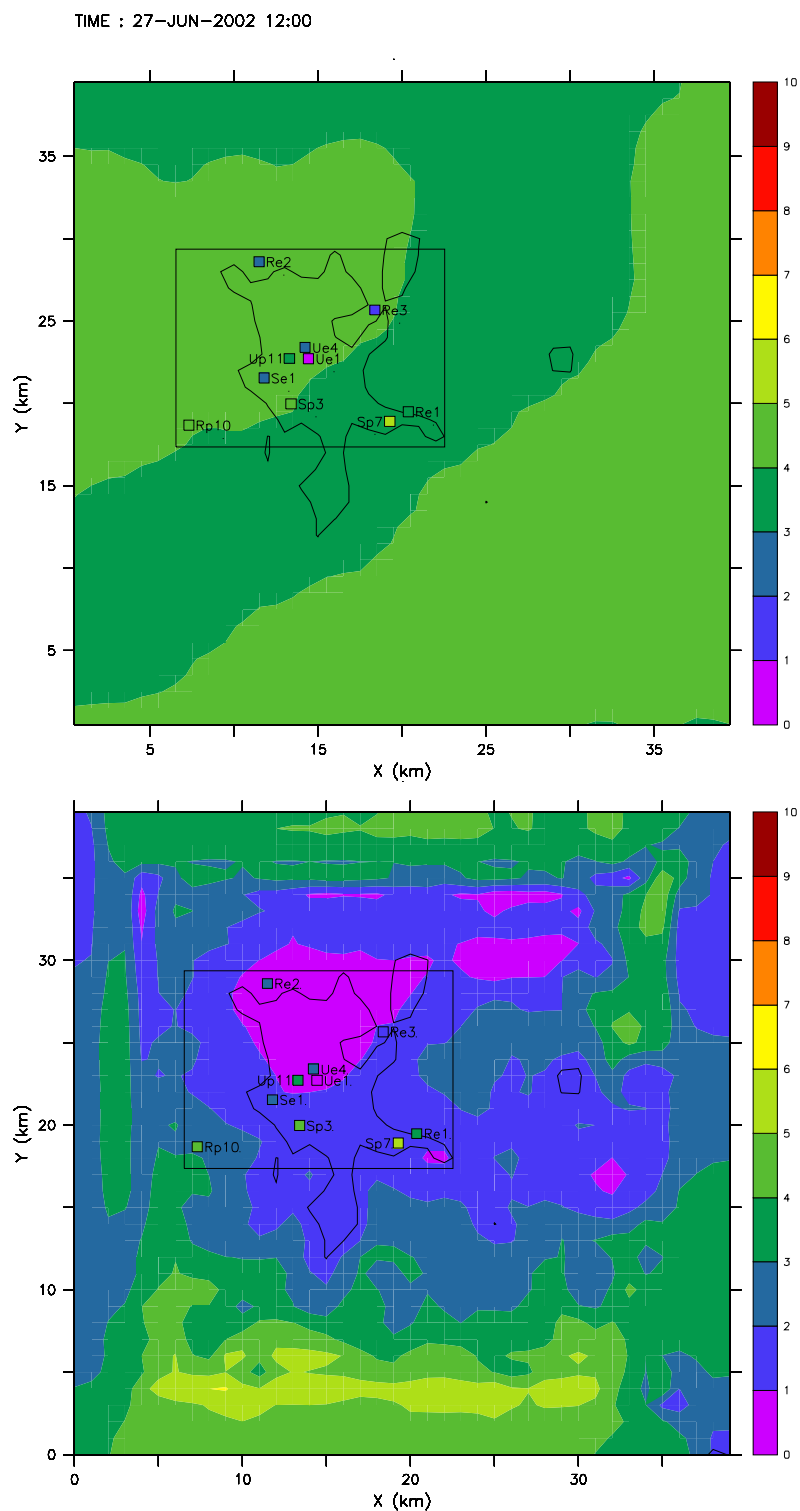 TIME : 27-JUN-2002 12:00
10
9
8
7
6
5
4
3
2
1
0
35
25
15
5
Y (km)
Re2
Re3
Ue4
Up11 Ue1
Se1
Sp3
Re1
Sp7
Rp10
5 15 25 35
X (km)
10
9
8
7
6
5
4
3
2
1
0
30
20
10
0
Y (km)
Re2.
Re3.
Ue4
Up11 Ue1.
Se1.
Sp3.
Re1.
Sp7.
Rp10.
0 10 20 30
X (km)